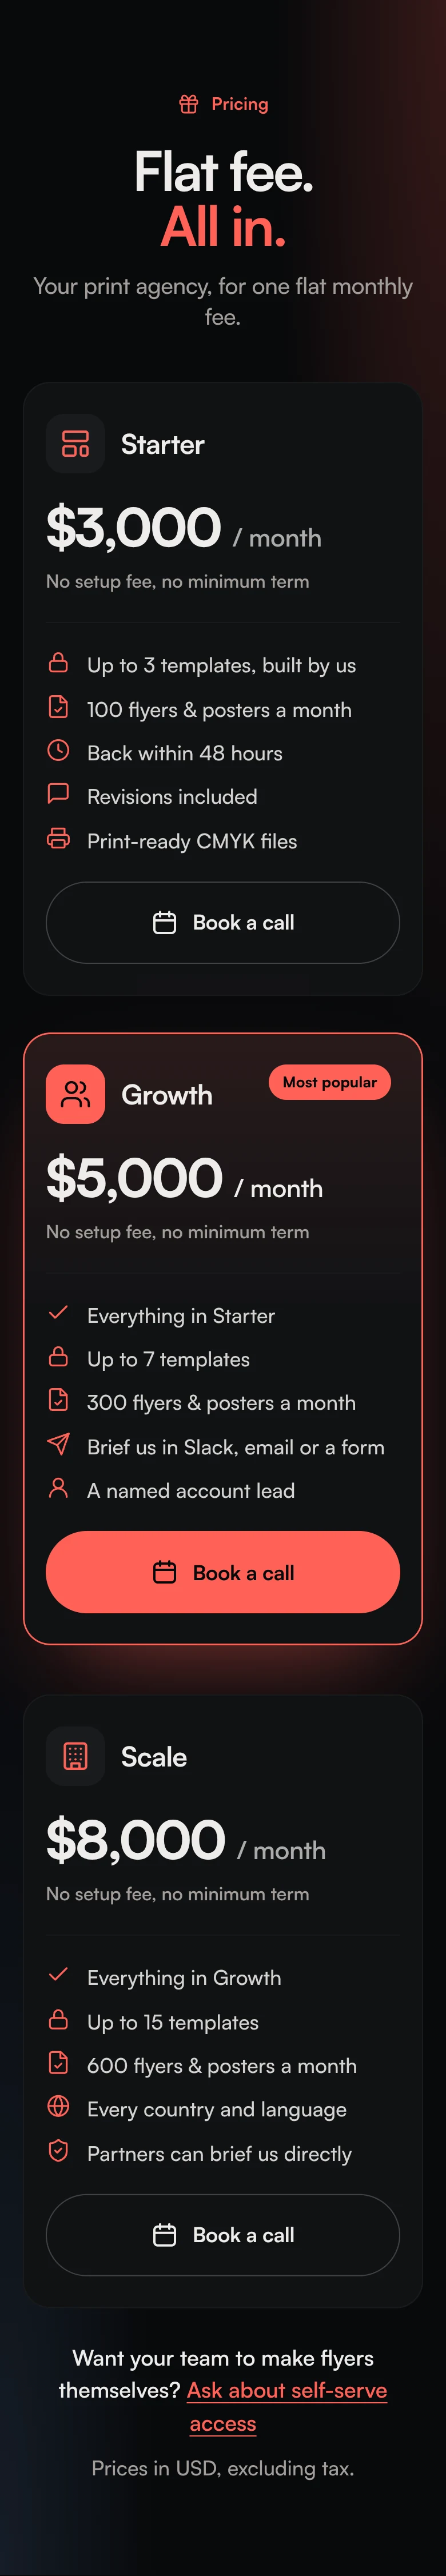 Pricing
Flat fee.
All in.
Your print agency, for one flat monthly
fee.
Starter
$3,000 / month
No setup fee, no minimum term
Up to 3 templates, built by us
100 flyers & posters a month
Back within 48 hours
Revisions included
Print-ready CMYK files
Book a call
Growth
Most popular
$5,000 / month
No setup fee, no minimum term
Everything in Starter
Up to 7 templates
300 flyers & posters a month
Brief us in Slack, email or a form
A named account lead
Book a call
Scale
$8,000 / month
No setup fee, no minimum term
Everything in Growth
Up to 15 templates
600 flyers & posters a month
Every country and language
Partners can brief us directly
Book a call
Want your team to make flyers
themselves? Ask about self-serve
access
Prices in USD, excluding tax.